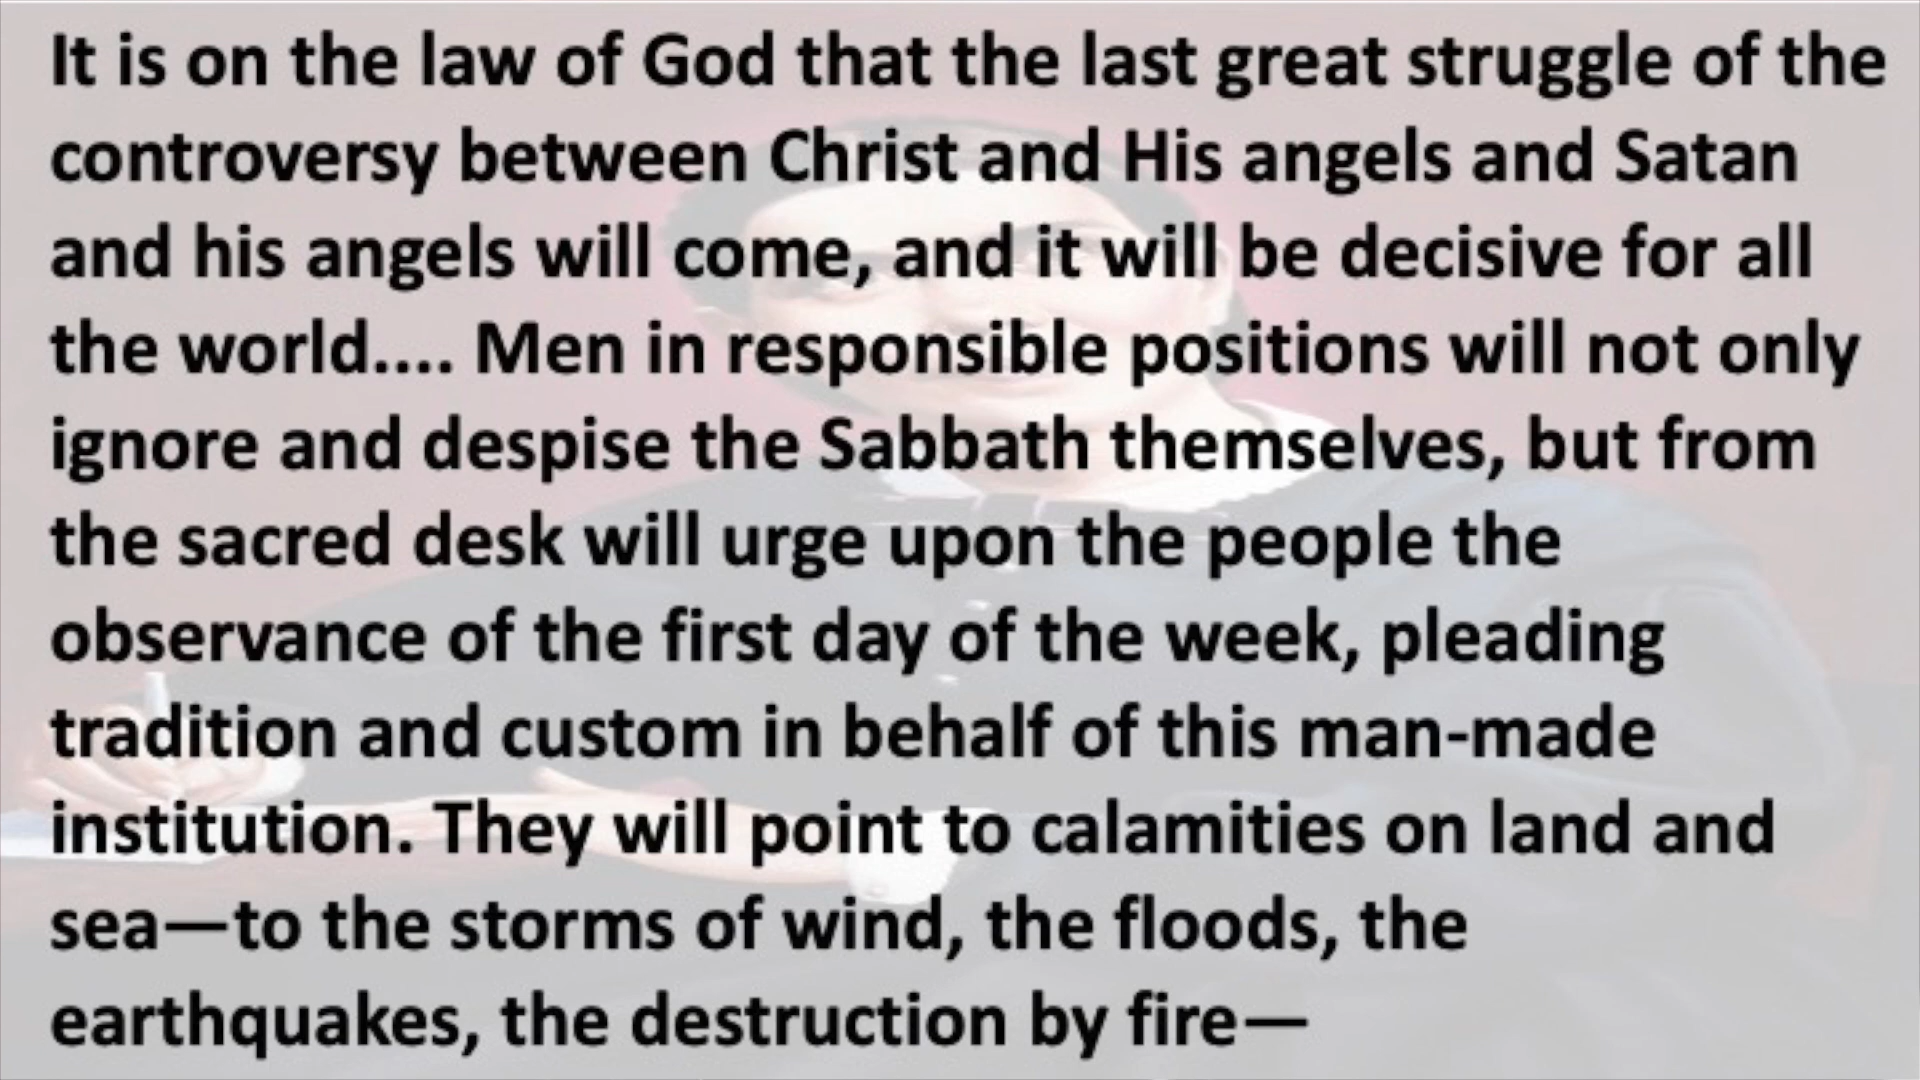 It is on the law of God that the last great struggle of the
controversy between Christ and His angels and Satan
and his angels will come, and it will be decisive for all
the world.... Men in responsible positions will not only
ignore and despise the Sabbath themselves, but from
the sacred desk will urge upon the people the
observance of the first day of the week, pleading
tradition and custom in behalf of this man-made
institution. They will point to calamities on land and
sea—to the storms of wind, the floods, the
earthquakes, the destruction by fire—